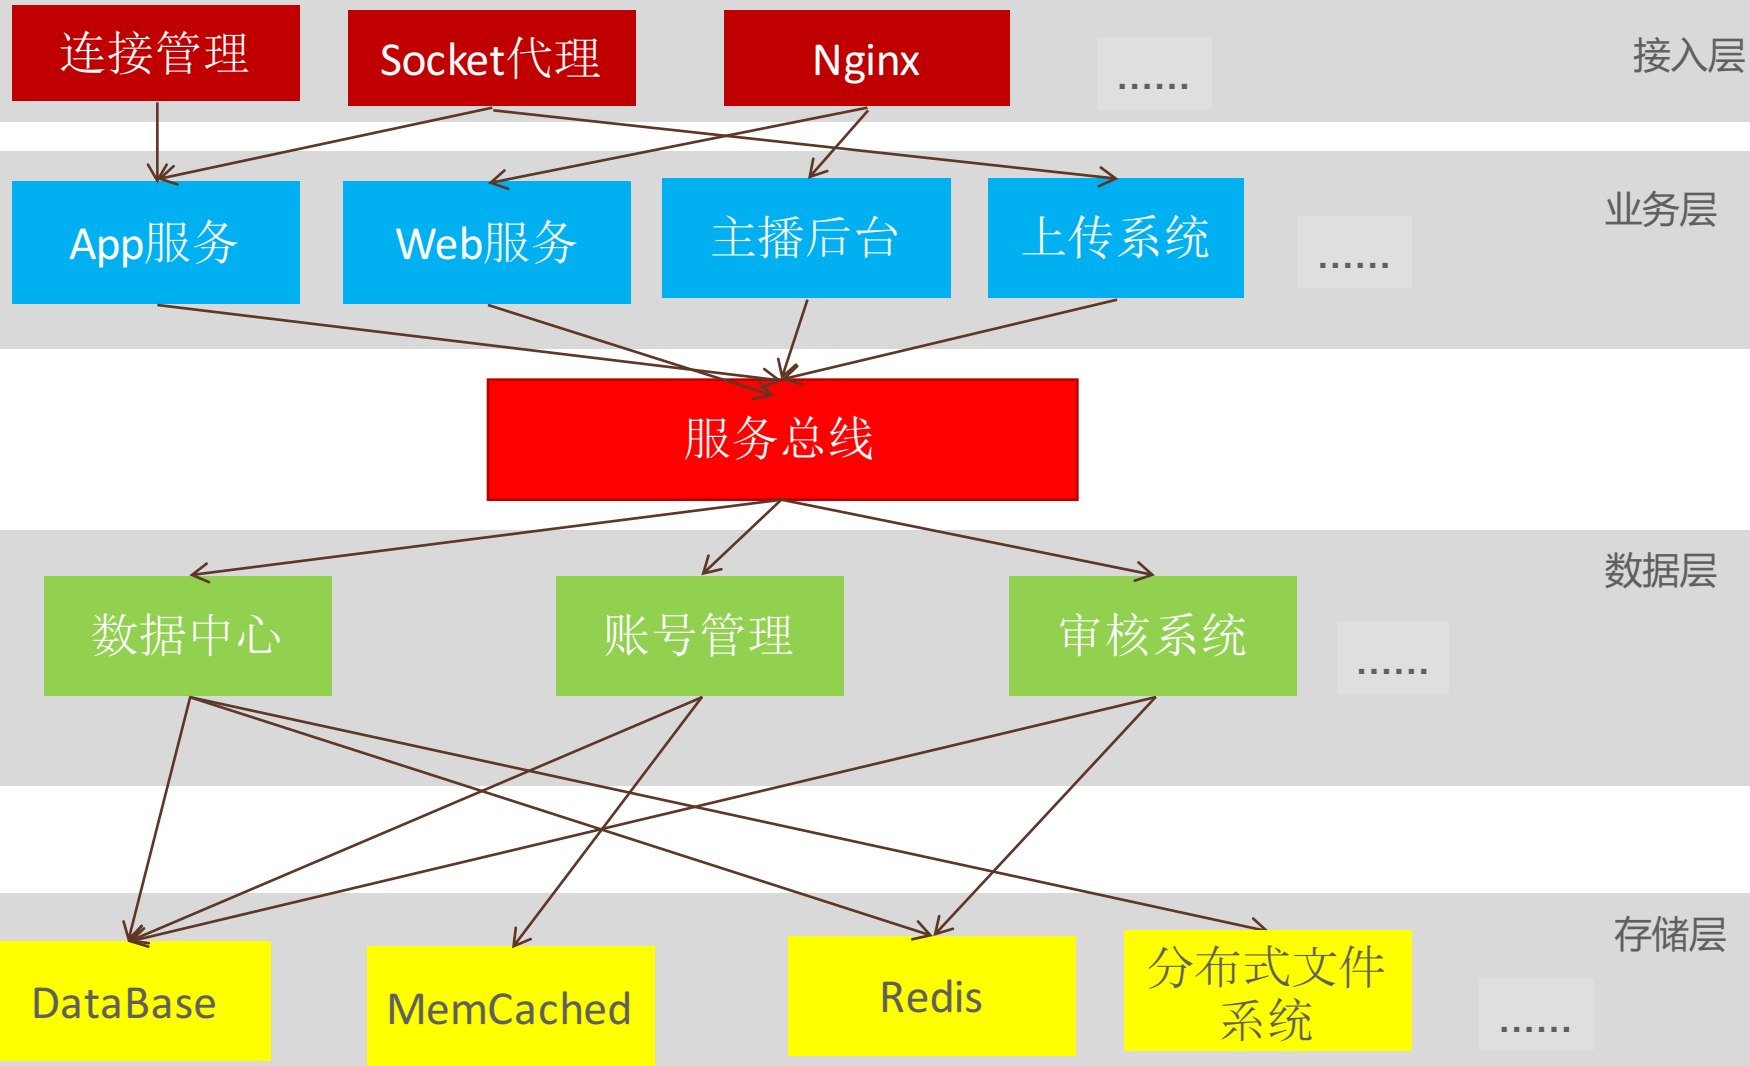 连接管理
Socket代理
Nginx
......
接入层
App服务
Web服务
主播后台
上传系统
......
业务层
服务总线
数据中心
账号管理
审核系统
......
数据层
DataBase
MemCached
Redis
分布式文件
系统
......
存储层